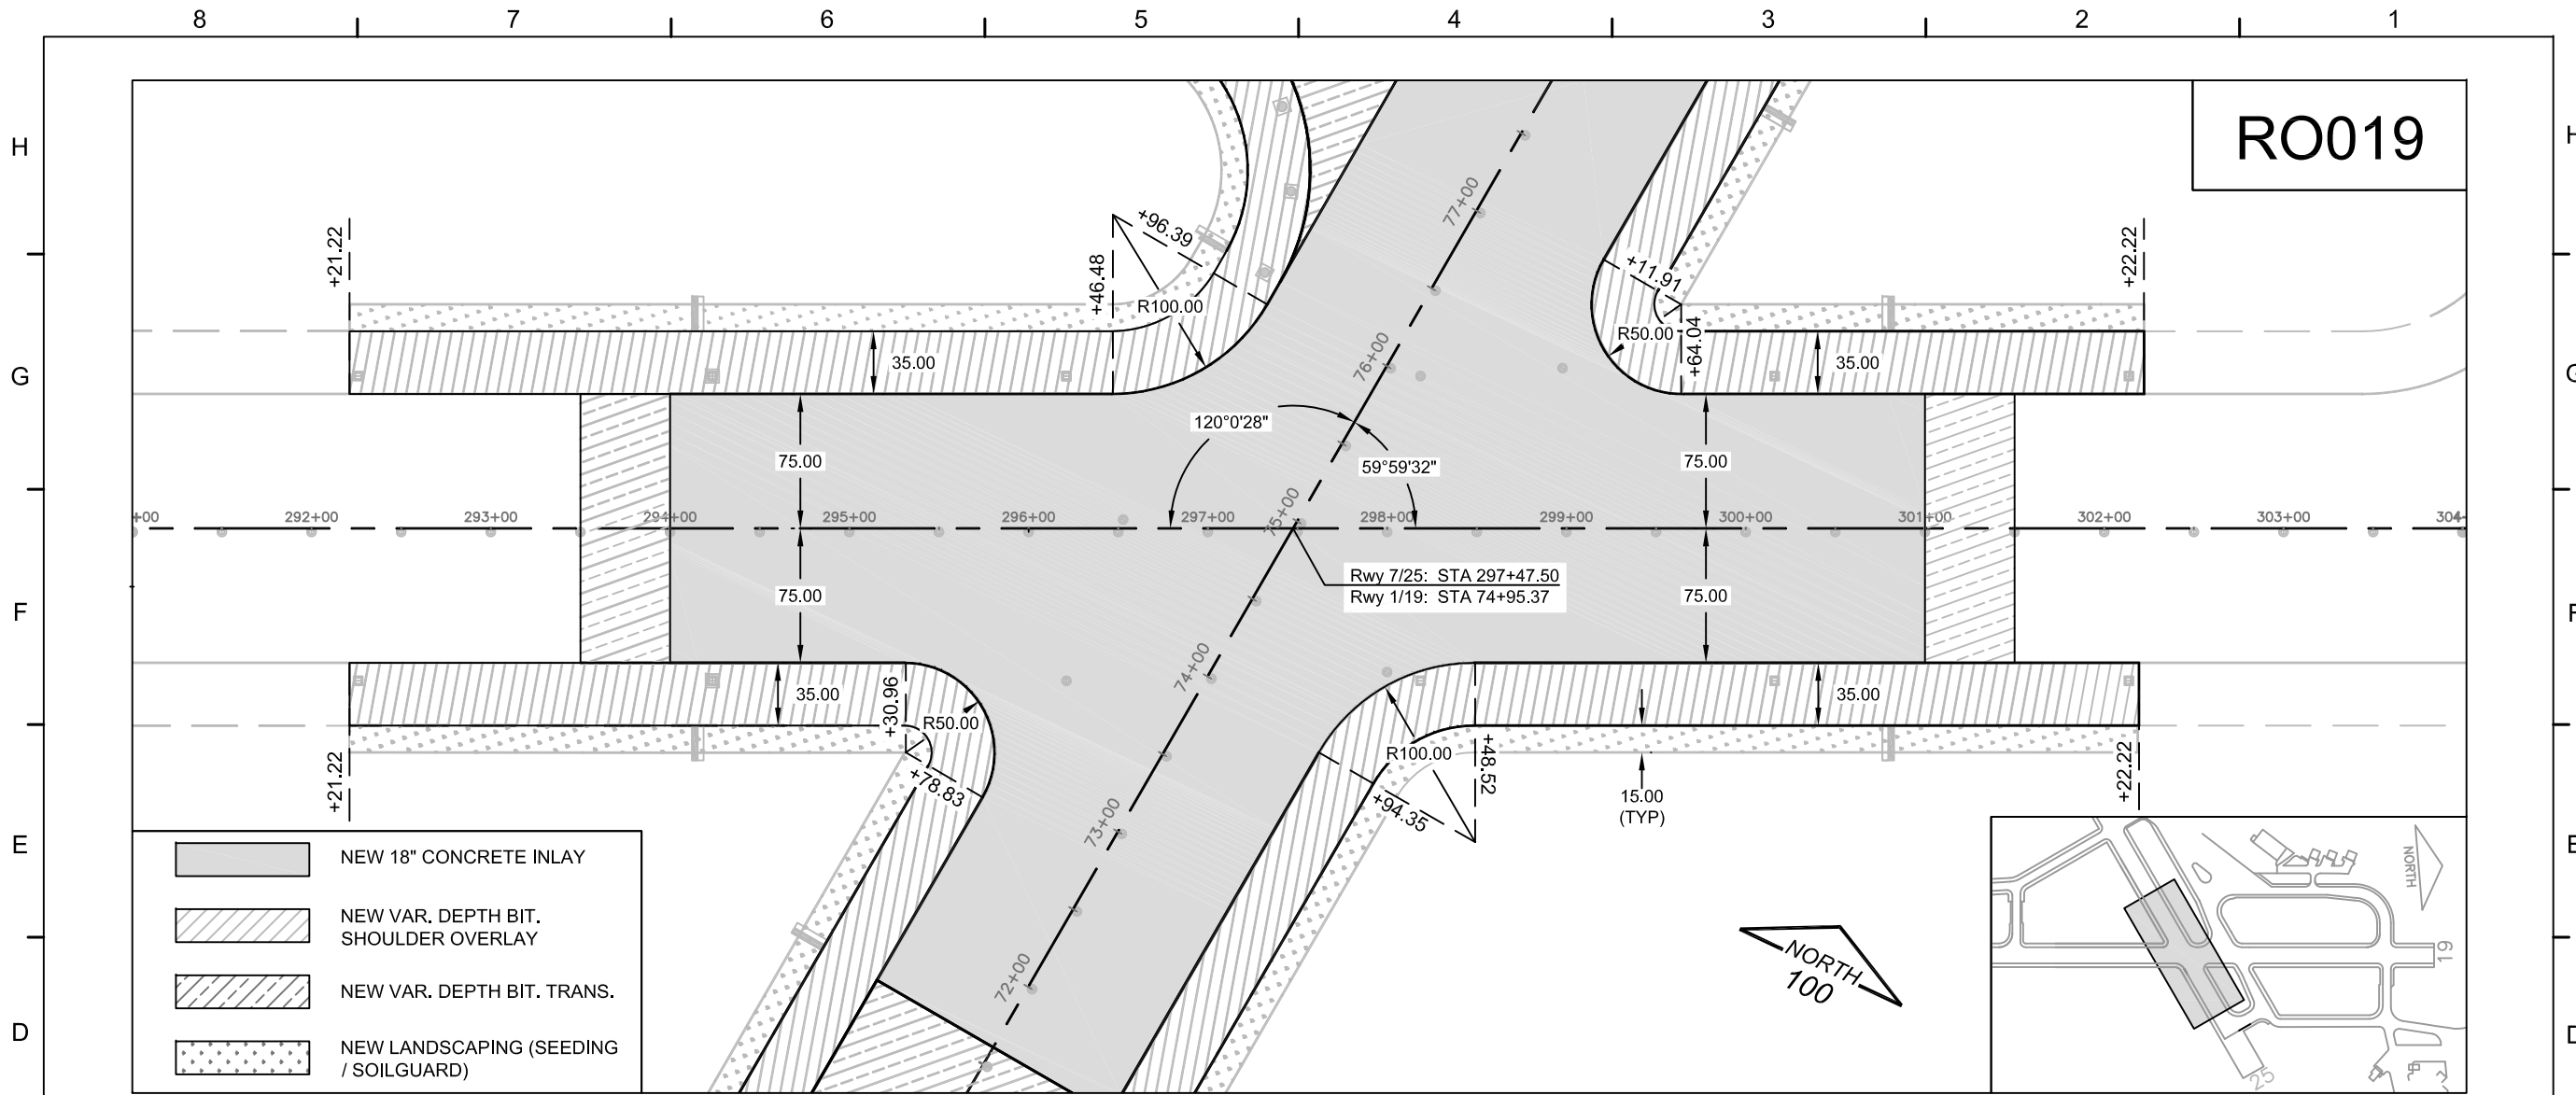 8 7 6 5 4 3 2 1
H
G
F
E
D
RO019
+21.22
+96.39
+46.48
R100.00
77+00
+11.91
R50.00
+64.04
+22.22
35.00
76+00
35.00
120°0'28"
59°59'32"
75.00
75.00
+00 292+00 293+00 294+00 295+00 296+00 297+00 298+00 299+00 300+00 301+00 302+00 303+00 304+
75+00
Rwy 7/25: STA 297+47.50
Rwy 1/19: STA 74+95.37
75.00
75.00
74+00
35.00
+30.96
R50.00
35.00
+21.22
+78.83
R100.00
+48.52
+94.35
15.00
(TYP)
+22.22
73+00
72+00
NEW 18" CONCRETE INLAY
NEW VAR. DEPTH BIT.
SHOULDER OVERLAY
NEW VAR. DEPTH BIT. TRANS.
NEW LANDSCAPING (SEEDING
/ SOILGUARD)
NORTH
100
NORTH
19
25